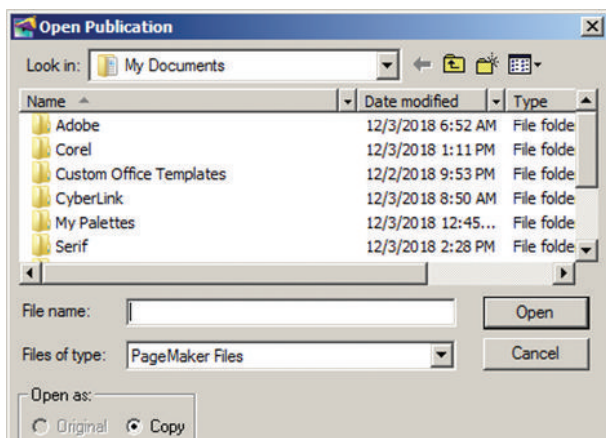 Open Publication
Look in: My Documents
Name Date modified Type
Adobe 12/3/2018 6:52 AM File folde
Corel 12/3/2018 1:11 PM File folde
Custom Office Templates 12/2/2018 9:53 PM File folde
CyberLink 12/3/2018 8:50 AM File folde
My Palettes 12/3/2018 12:45... File folde
Serif 12/3/2018 2:28 PM File folde
File name: Open
Files of type: PageMaker Files Cancel
Open as:
Original Copy